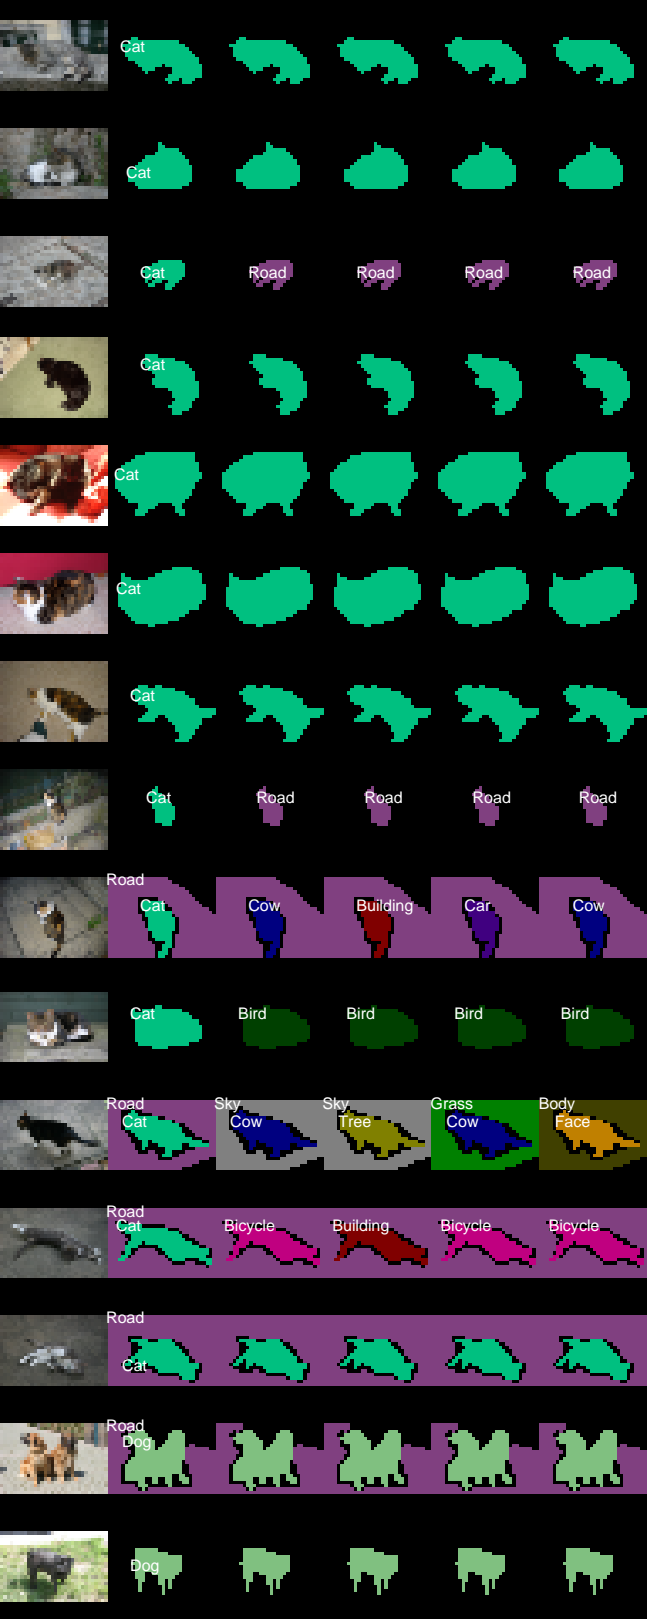 Cat
Cat
Cat Road Road Road Road
Cat
Cat
Cat
Cat
Cat Road Road Road Road
Road
Cat Cow Building Car Cow
Cat Bird Bird Bird Bird
Road Sky Sky Grass Body
Cat Cow Tree Cow Face
Road
Cat Bicycle Building Bicycle Bicycle
Road
Cat
Road
Dog
Dog